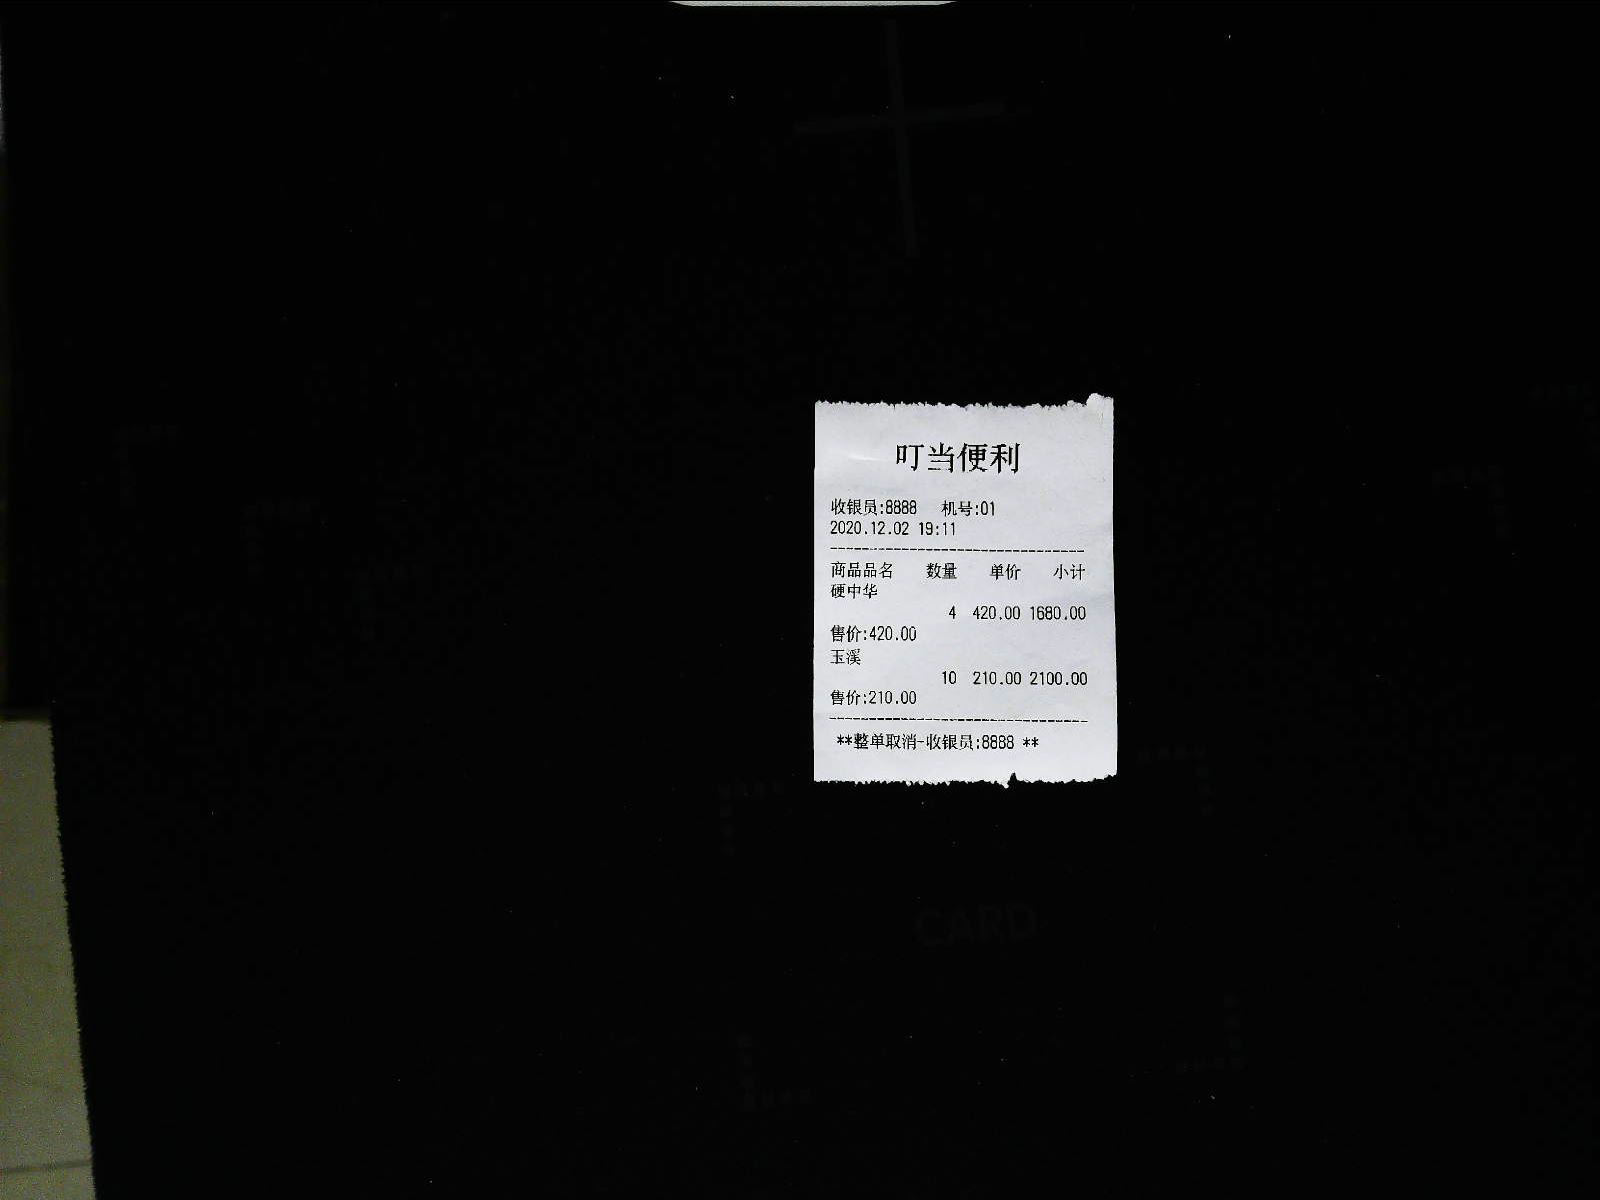 叮当便利
收银员:8888 机号:01
2020.12.02 19:11
--------------------------------
商品品名 数量 单价 小计
硬中华
4 420.00 1680.00
售价:420.00
玉溪
10 210.00 2100.00
售价:210.00
--------------------------------
**整单取消-收银员:8888 **
CARD